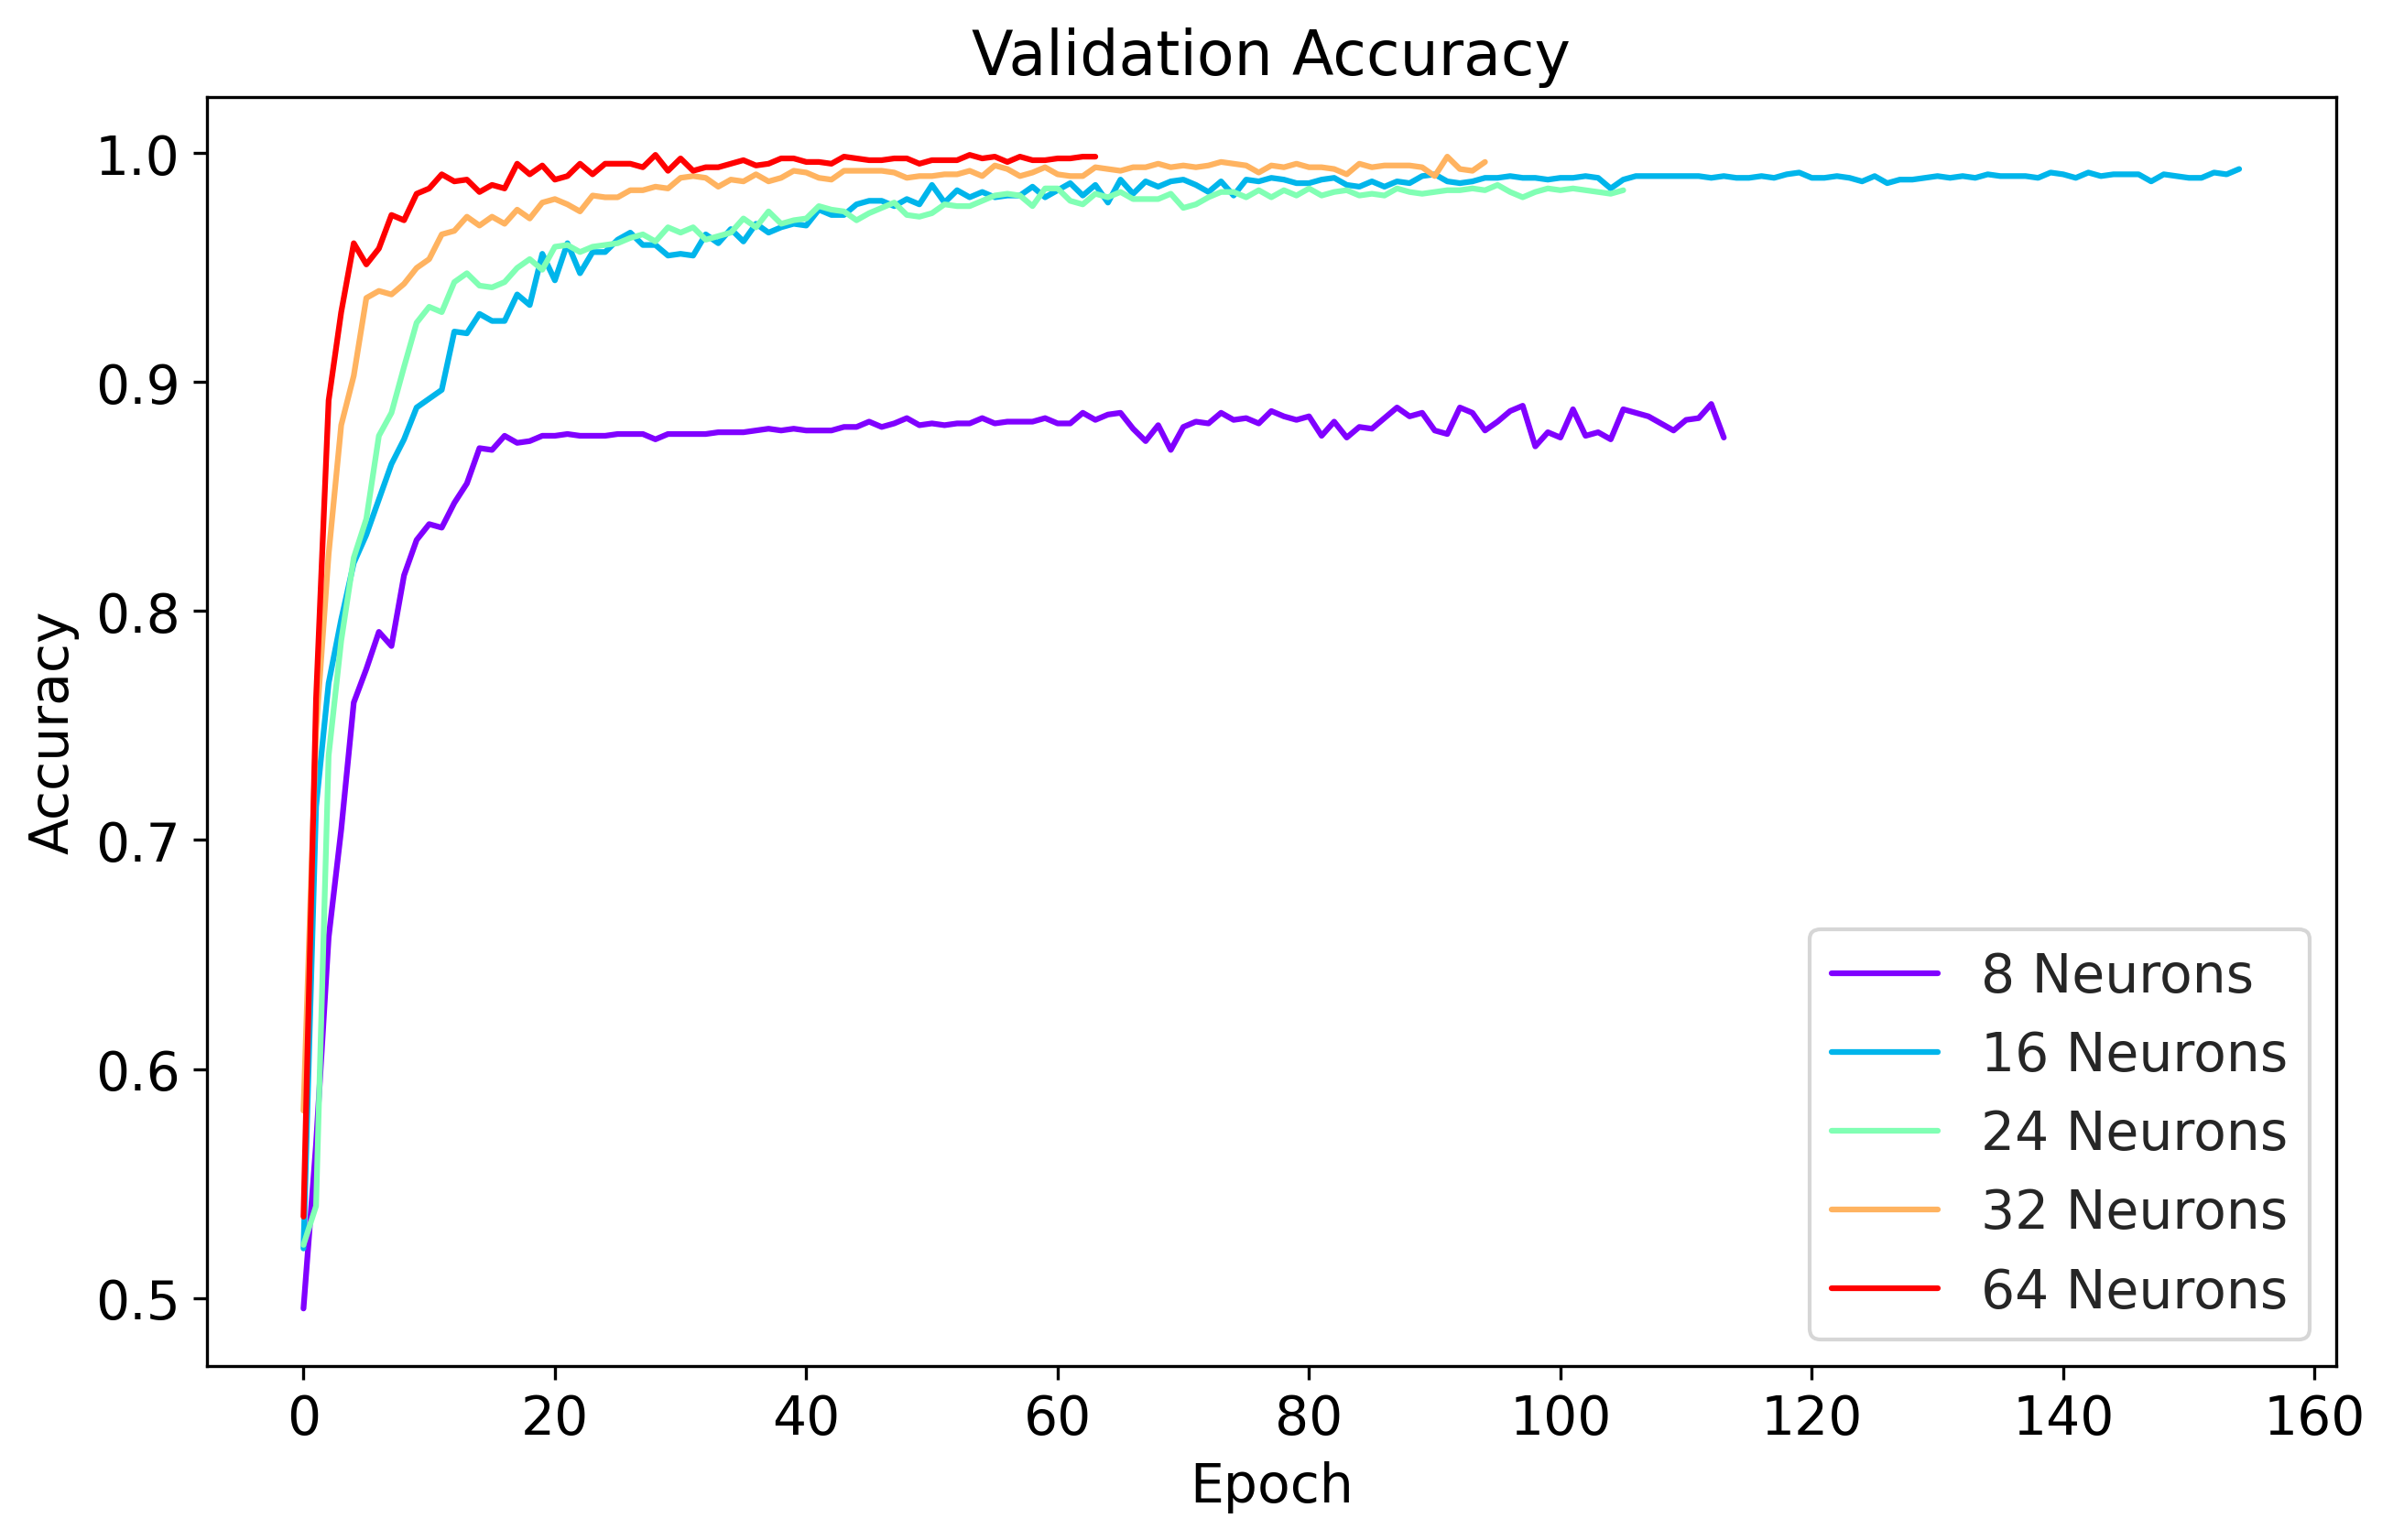 Validation Accuracy
Accuracy
1.0
0.9
0.8
0.7
0.6
0.5
0 20 40 60 80 100 120 140 160
Epoch
8 Neurons
16 Neurons
24 Neurons
32 Neurons
64 Neurons